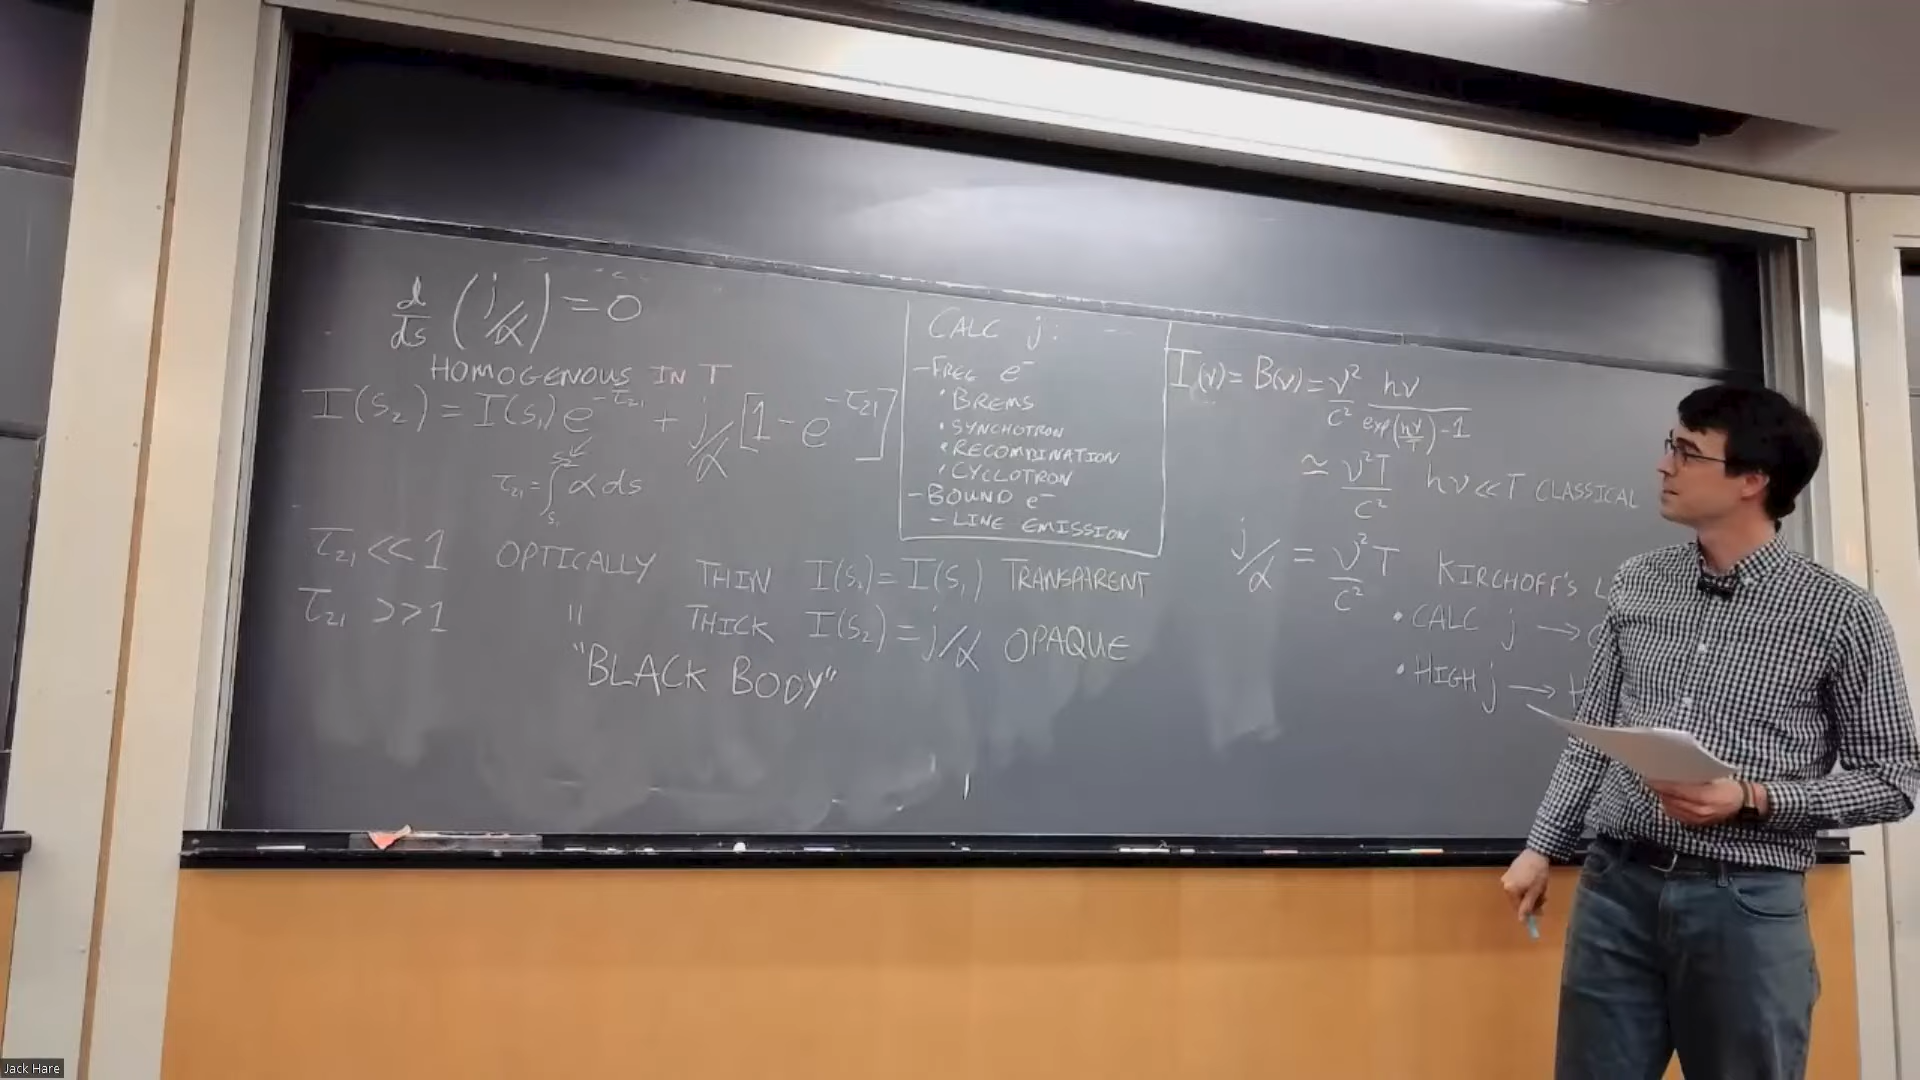 d/ds (j/α) = 0
HOMOGENOUS IN T
I(s₂) = I(s₁) e^{-τ₂₁} + j/α [1 - e^{-τ₂₁}]
τ₂₁ = ∫_{s₁}^{s₂} α ds
τ₂₁ << 1 OPTICALLY THIN I(s₂) = I(s₁) TRANSPARENT
τ₂₁ >> 1 " THICK I(s₂) = j/α OPAQUE
"BLACK BODY"
CALC j:
- FREE e⁻
• BREMS
• SYNCHOTRON
• RECOMBINATION
• CYCLOTRON
- BOUND e⁻
- LINE EMISSION
I(ν) = B(ν) = ν²/c² hν/(exp(hν/T) - 1)
≃ ν²T/c² hν << T CLASSICAL
j/α = ν²/c² T KIRCHOFF'S L
• CALC j →
• HIGH j →
Jack Hare